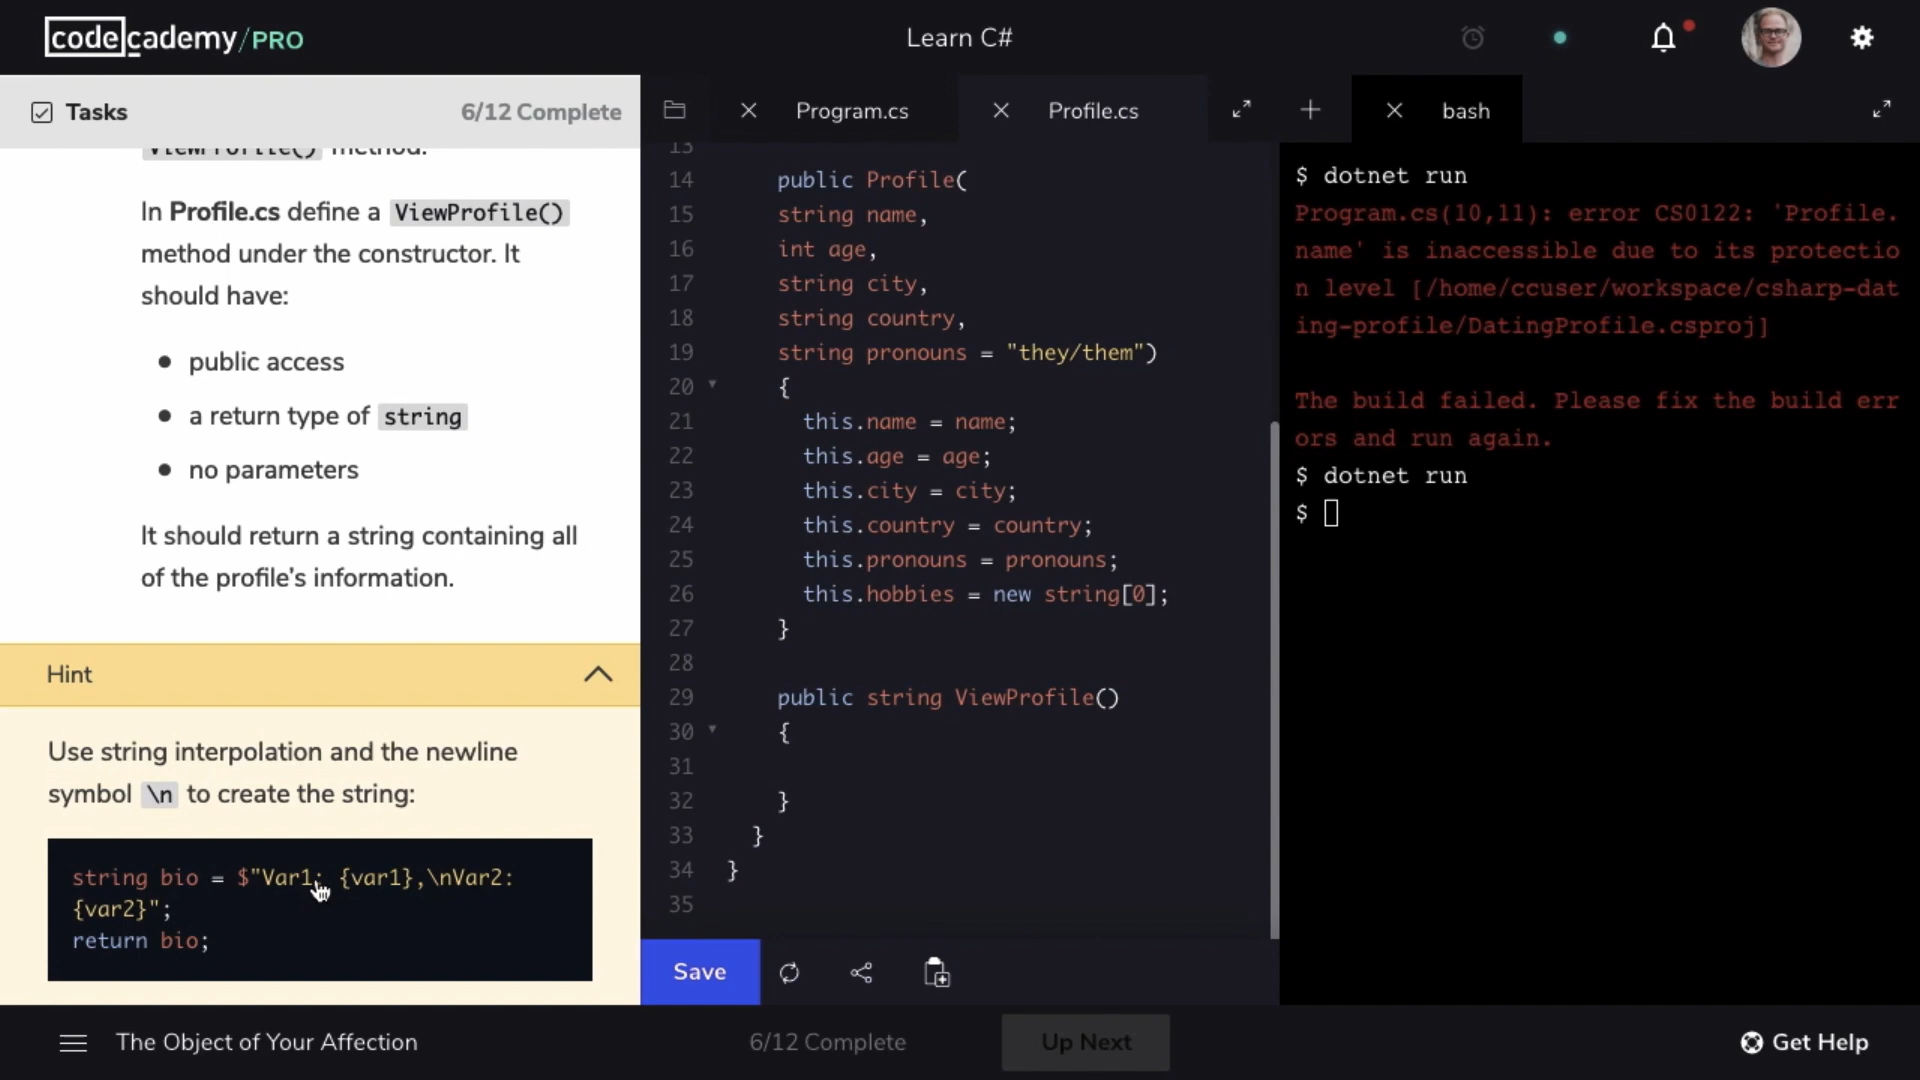 codecademy/PRO
Learn C#
Tasks
6/12 Complete
ViewProfile() method.
In Profile.cs define a ViewProfile()
method under the constructor. It
should have:
• public access
• a return type of string
• no parameters
It should return a string containing all
of the profile’s information.
Hint
Use string interpolation and the newline
symbol \n to create the string:
string bio = $"Var1: {var1},\nVar2:
{var2}";
return bio;
Program.cs
Profile.cs
13
14 public Profile(
15 string name,
16 int age,
17 string city,
18 string country,
19 string pronouns = "they/them")
20 {
21 this.name = name;
22 this.age = age;
23 this.city = city;
24 this.country = country;
25 this.pronouns = pronouns;
26 this.hobbies = new string[0];
27 }
28
29 public string ViewProfile()
30 {
31
32 }
33 }
34 }
35
Save
bash
$ dotnet run
Program.cs(10,11): error CS0122: 'Profile.
name' is inaccessible due to its protectio
n level [/home/ccuser/workspace/csharp-dat
ing-profile/DatingProfile.csproj]
The build failed. Please fix the build err
ors and run again.
$ dotnet run
$
The Object of Your Affection
6/12 Complete
Up Next
Get Help